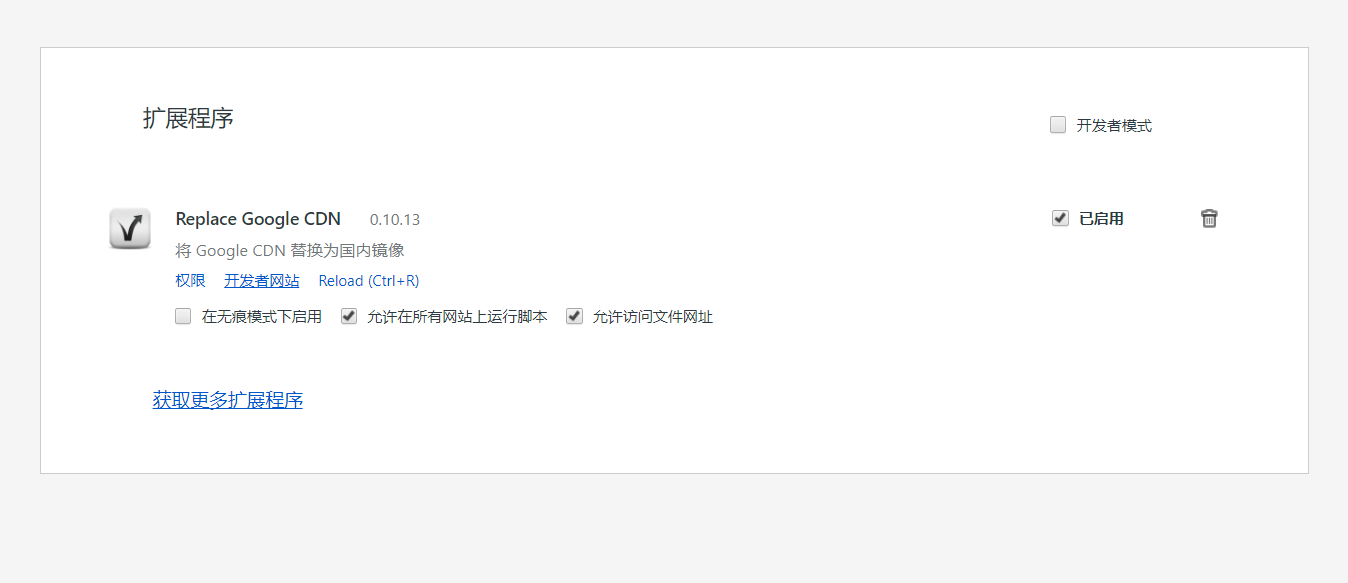 扩展程序
开发者模式
Replace Google CDN 0.10.13
已启用
将 Google CDN 替换为国内镜像
权限 开发者网站 Reload (Ctrl+R)
在无痕模式下启用 允许在所有网站上运行脚本 允许访问文件网址
获取更多扩展程序